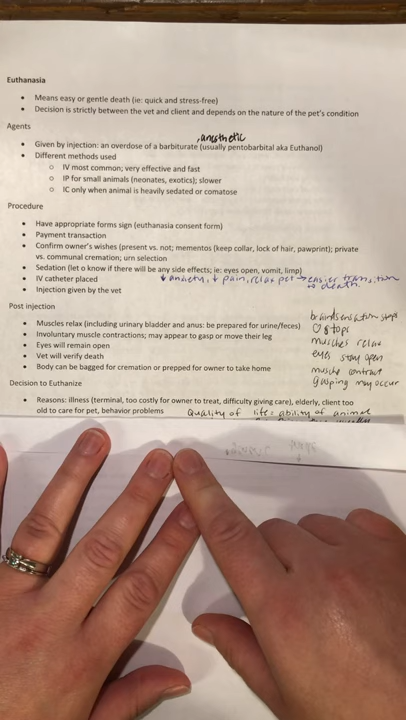 Euthanasia
• Means easy or gentle death (ie: quick and stress-free)
• Decision is strictly between the vet and client and depends on the nature of the pet's condition
Agents
, anesthetic
• Given by injection: an overdose of a barbiturate (usually pentobarbital aka Euthanol)
• Different methods used
o IV most common; very effective and fast
o IP for small animals (neonates, exotics); slower
o IC only when animal is heavily sedated or comatose
Procedure
• Have appropriate forms sign (euthanasia consent form)
• Payment transaction
• Confirm owner's wishes (present vs. not; mementos (keep collar, lock of hair, pawprint); private
vs. communal cremation; urn selection
• Sedation (let o know if there will be any side effects; ie: eyes open, vomit, limp)
• IV catheter placed ↓ anxiety, ↓ pain, relax pet → easier transition
to death.
• Injection given by the vet
Post injection
• Muscles relax (including urinary bladder and anus: be prepared for urine/feces)
• Involuntary muscle contractions; may appear to gasp or move their leg
• Eyes will remain open
• Vet will verify death
• Body can be bagged for cremation or prepped for owner to take home
stops
♡ stops
muscles relax
eyes stay open
muscle contract
gasping may occur
Decision to Euthanize
• Reasons: illness (terminal, too costly for owner to treat, difficulty giving care), elderly, client too
old to care for pet, behavior problems Quality of life = ability of animal